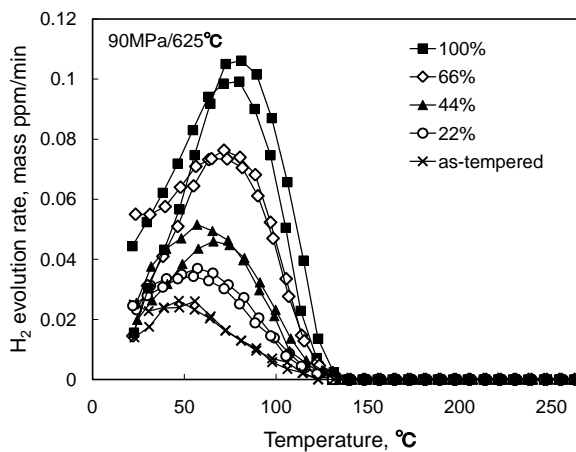 90MPa/625℃
100%
66%
44%
22%
as-tempered
H₂ evolution rate, mass ppm/min
0.12
0.1
0.08
0.06
0.04
0.02
0
0 50 100 150 200 250
Temperature, ℃